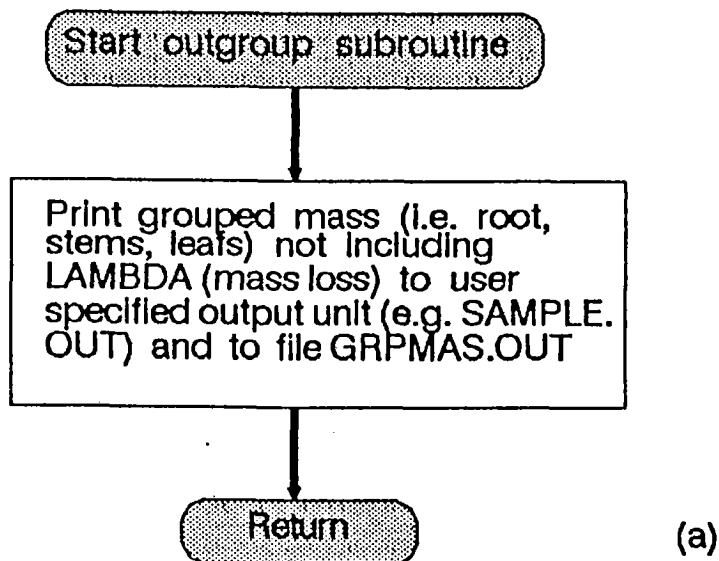 Start outgroup subroutine
Print grouped mass (i.e. root,
stems, leafs) not including
LAMBDA (mass loss) to user
specified output unit (e.g. SAMPLE.
OUT) and to file GRPMAS.OUT
Return
(a)